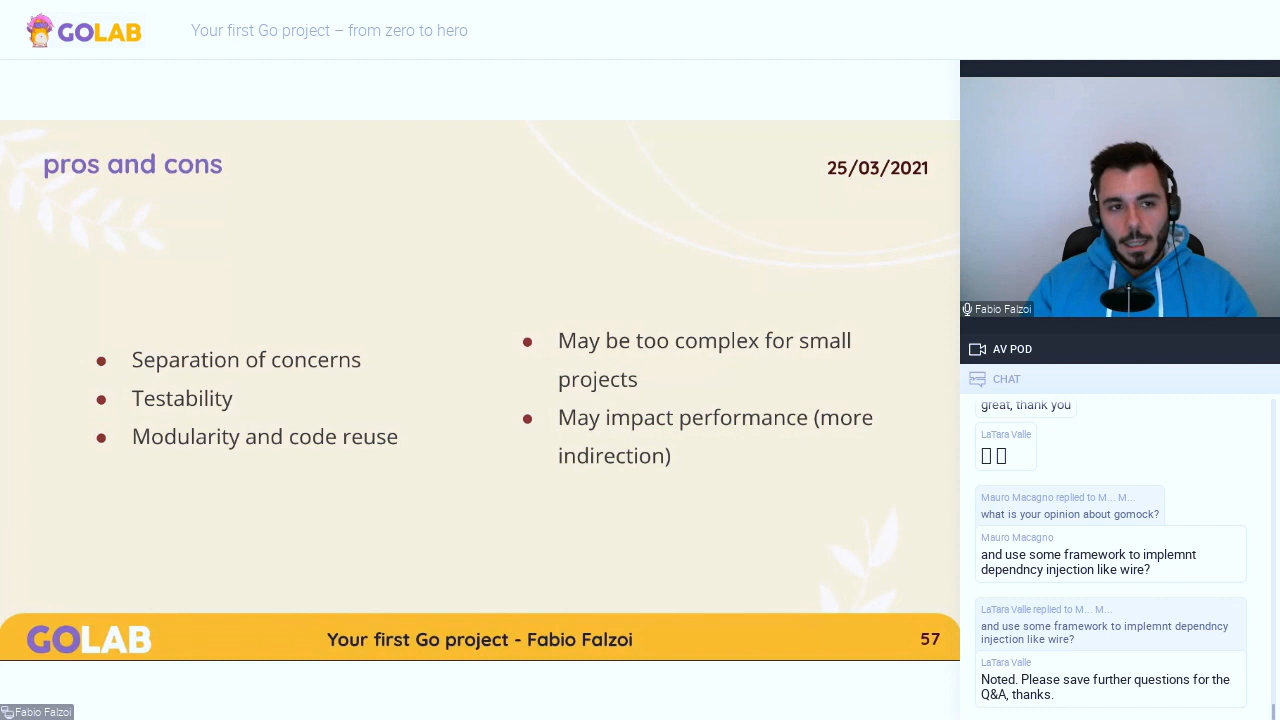 GOLAB
Your first Go project – from zero to hero
pros and cons
25/03/2021
Separation of concerns
Testability
Modularity and code reuse
May be too complex for small
projects
May impact performance (more
indirection)
GOLAB
Your first Go project - Fabio Falzoi
57
Fabio Falzoi
Fabio Falzoi
AV POD
CHAT
great, thank you
LaTara Valle
Mauro Macagno replied to M... M...
what is your opinion about gomock?
Mauro Macagno
and use some framework to implemnt
dependncy injection like wire?
LaTara Valle replied to M... M...
and use some framework to implemnt dependncy
injection like wire?
LaTara Valle
Noted. Please save further questions for the
Q&A, thanks.